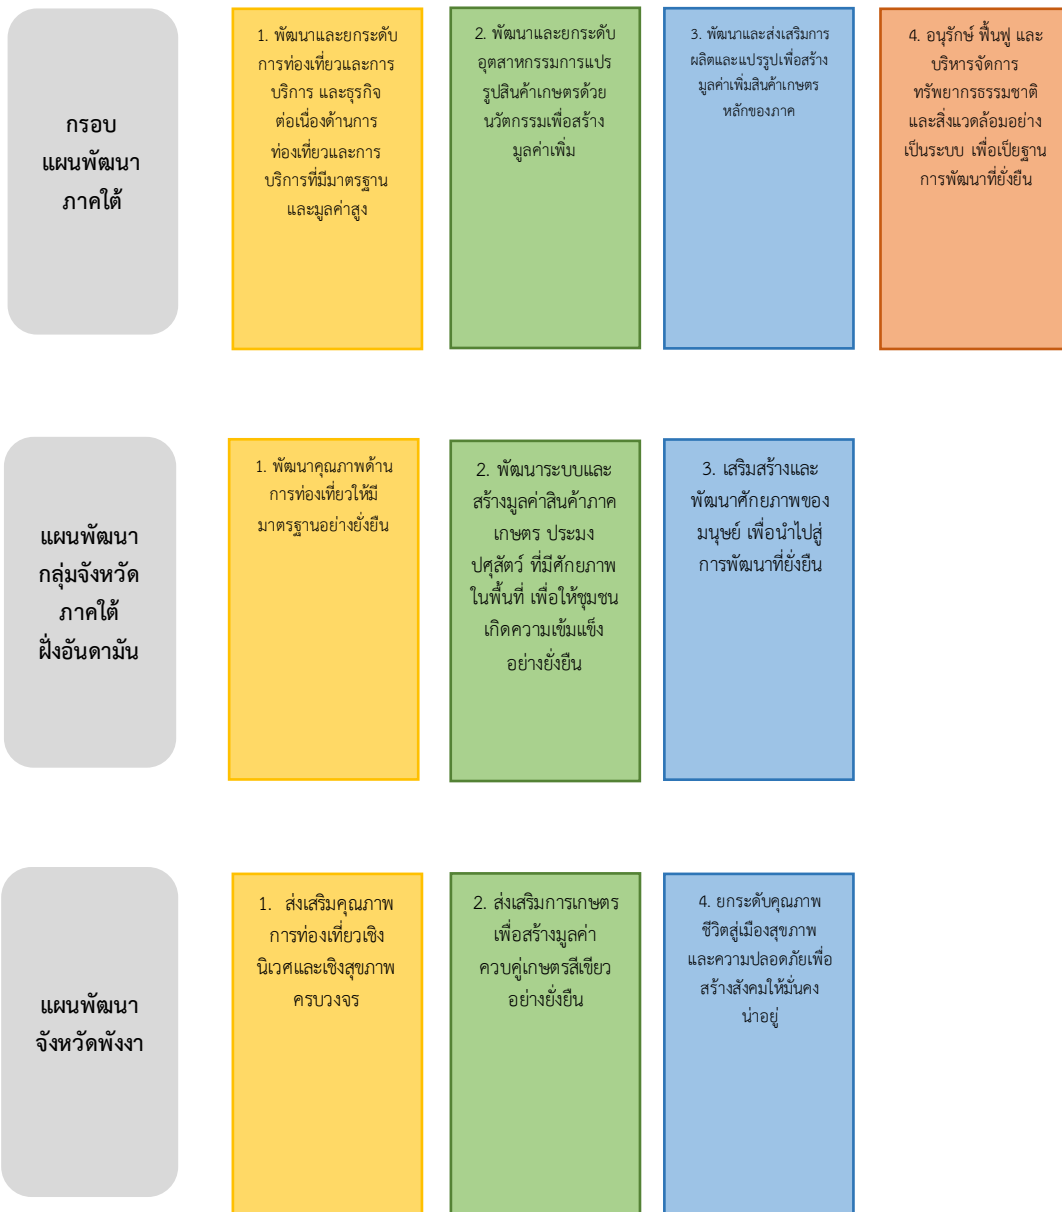 กรอบ
แผนพัฒนา
ภาคใต้
1. พัฒนาและยกระดับ
การท่องเที่ยวและการ
บริการ และธุรกิจ
ต่อเนื่องด้านการ
ท่องเที่ยวและการ
บริการที่มีมาตรฐาน
และมูลค่าสูง
2. พัฒนาและยกระดับ
อุตสาหกรรมการแปร
รูปสินค้าเกษตรด้วย
นวัตกรรมเพื่อสร้าง
มูลค่าเพิ่ม
3. พัฒนาและส่งเสริมการ
ผลิตและแปรรูปเพื่อสร้าง
มูลค่าเพิ่มสินค้าเกษตร
หลักของภาค
4. อนุรักษ์ ฟื้นฟู และ
บริหารจัดการ
ทรัพยากรธรรมชาติ
และสิ่งแวดล้อมอย่าง
เป็นระบบ เพื่อเป็ยฐาน
การพัฒนาที่ยั่งยืน
แผนพัฒนา
กลุ่มจังหวัด
ภาคใต้
ฝั่งอันดามัน
1. พัฒนาคุณภาพด้าน
การท่องเที่ยวให้มี
มาตรฐานอย่างยั่งยืน
2. พัฒนาระบบและ
สร้างมูลค่าสินค้าภาค
เกษตร ประมง
ปศุสัตว์ ที่มีศักยภาพ
ในพื้นที่ เพื่อให้ชุมชน
เกิดความเข้มแข็ง
อย่างยั่งยืน
3. เสริมสร้างและ
พัฒนาศักยภาพของ
มนุษย์ เพื่อนำไปสู่
การพัฒนาที่ยั่งยืน
แผนพัฒนา
จังหวัดพังงา
1. ส่งเสริมคุณภาพ
การท่องเที่ยวเชิง
นิเวศและเชิงสุขภาพ
ครบวงจร
2. ส่งเสริมการเกษตร
เพื่อสร้างมูลค่า
ควบคู่เกษตรสีเขียว
อย่างยั่งยืน
4. ยกระดับคุณภาพ
ชีวิตสู่เมืองสุขภาพ
และความปลอดภัยเพื่อ
สร้างสังคมให้มั่นคง
น่าอยู่